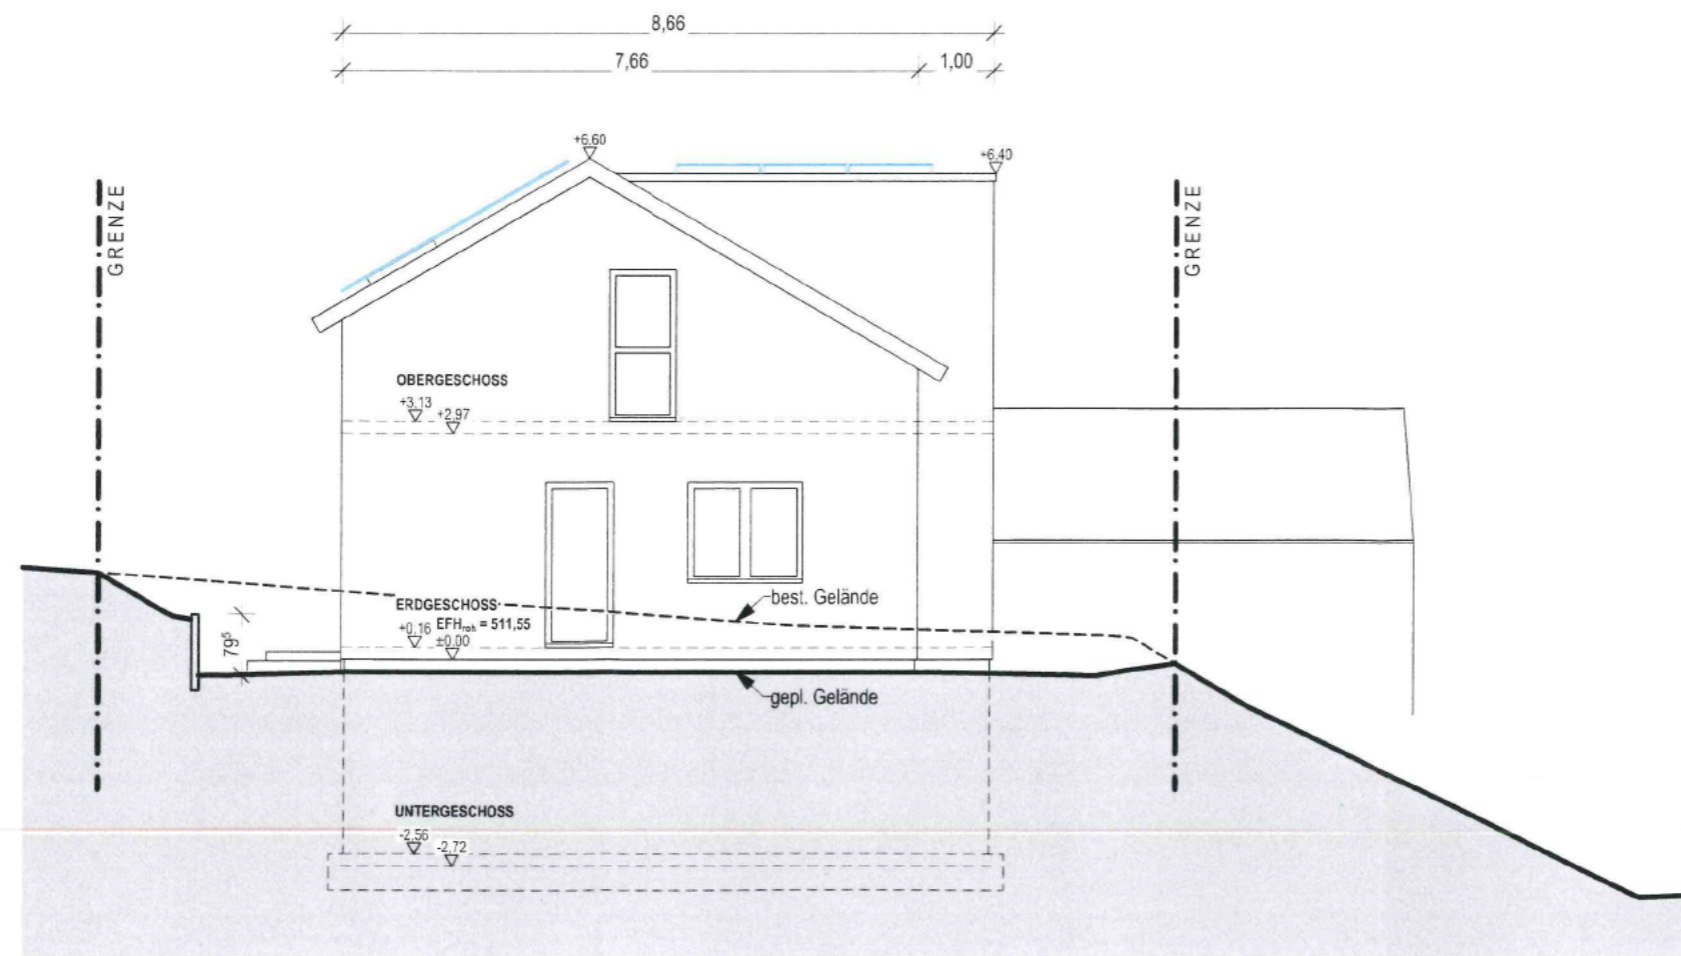 8,66
7,66
1,00
+6.60
+6.40
GRENZE
GRENZE
OBERGESCHOSS
+3.13
+2.97
best. Gelände
ERDGESCHOSS
+0.16
EFHroh = 511,55
±0.00
79⁵
gepl. Gelände
UNTERGESCHOSS
-2.56
-2.72